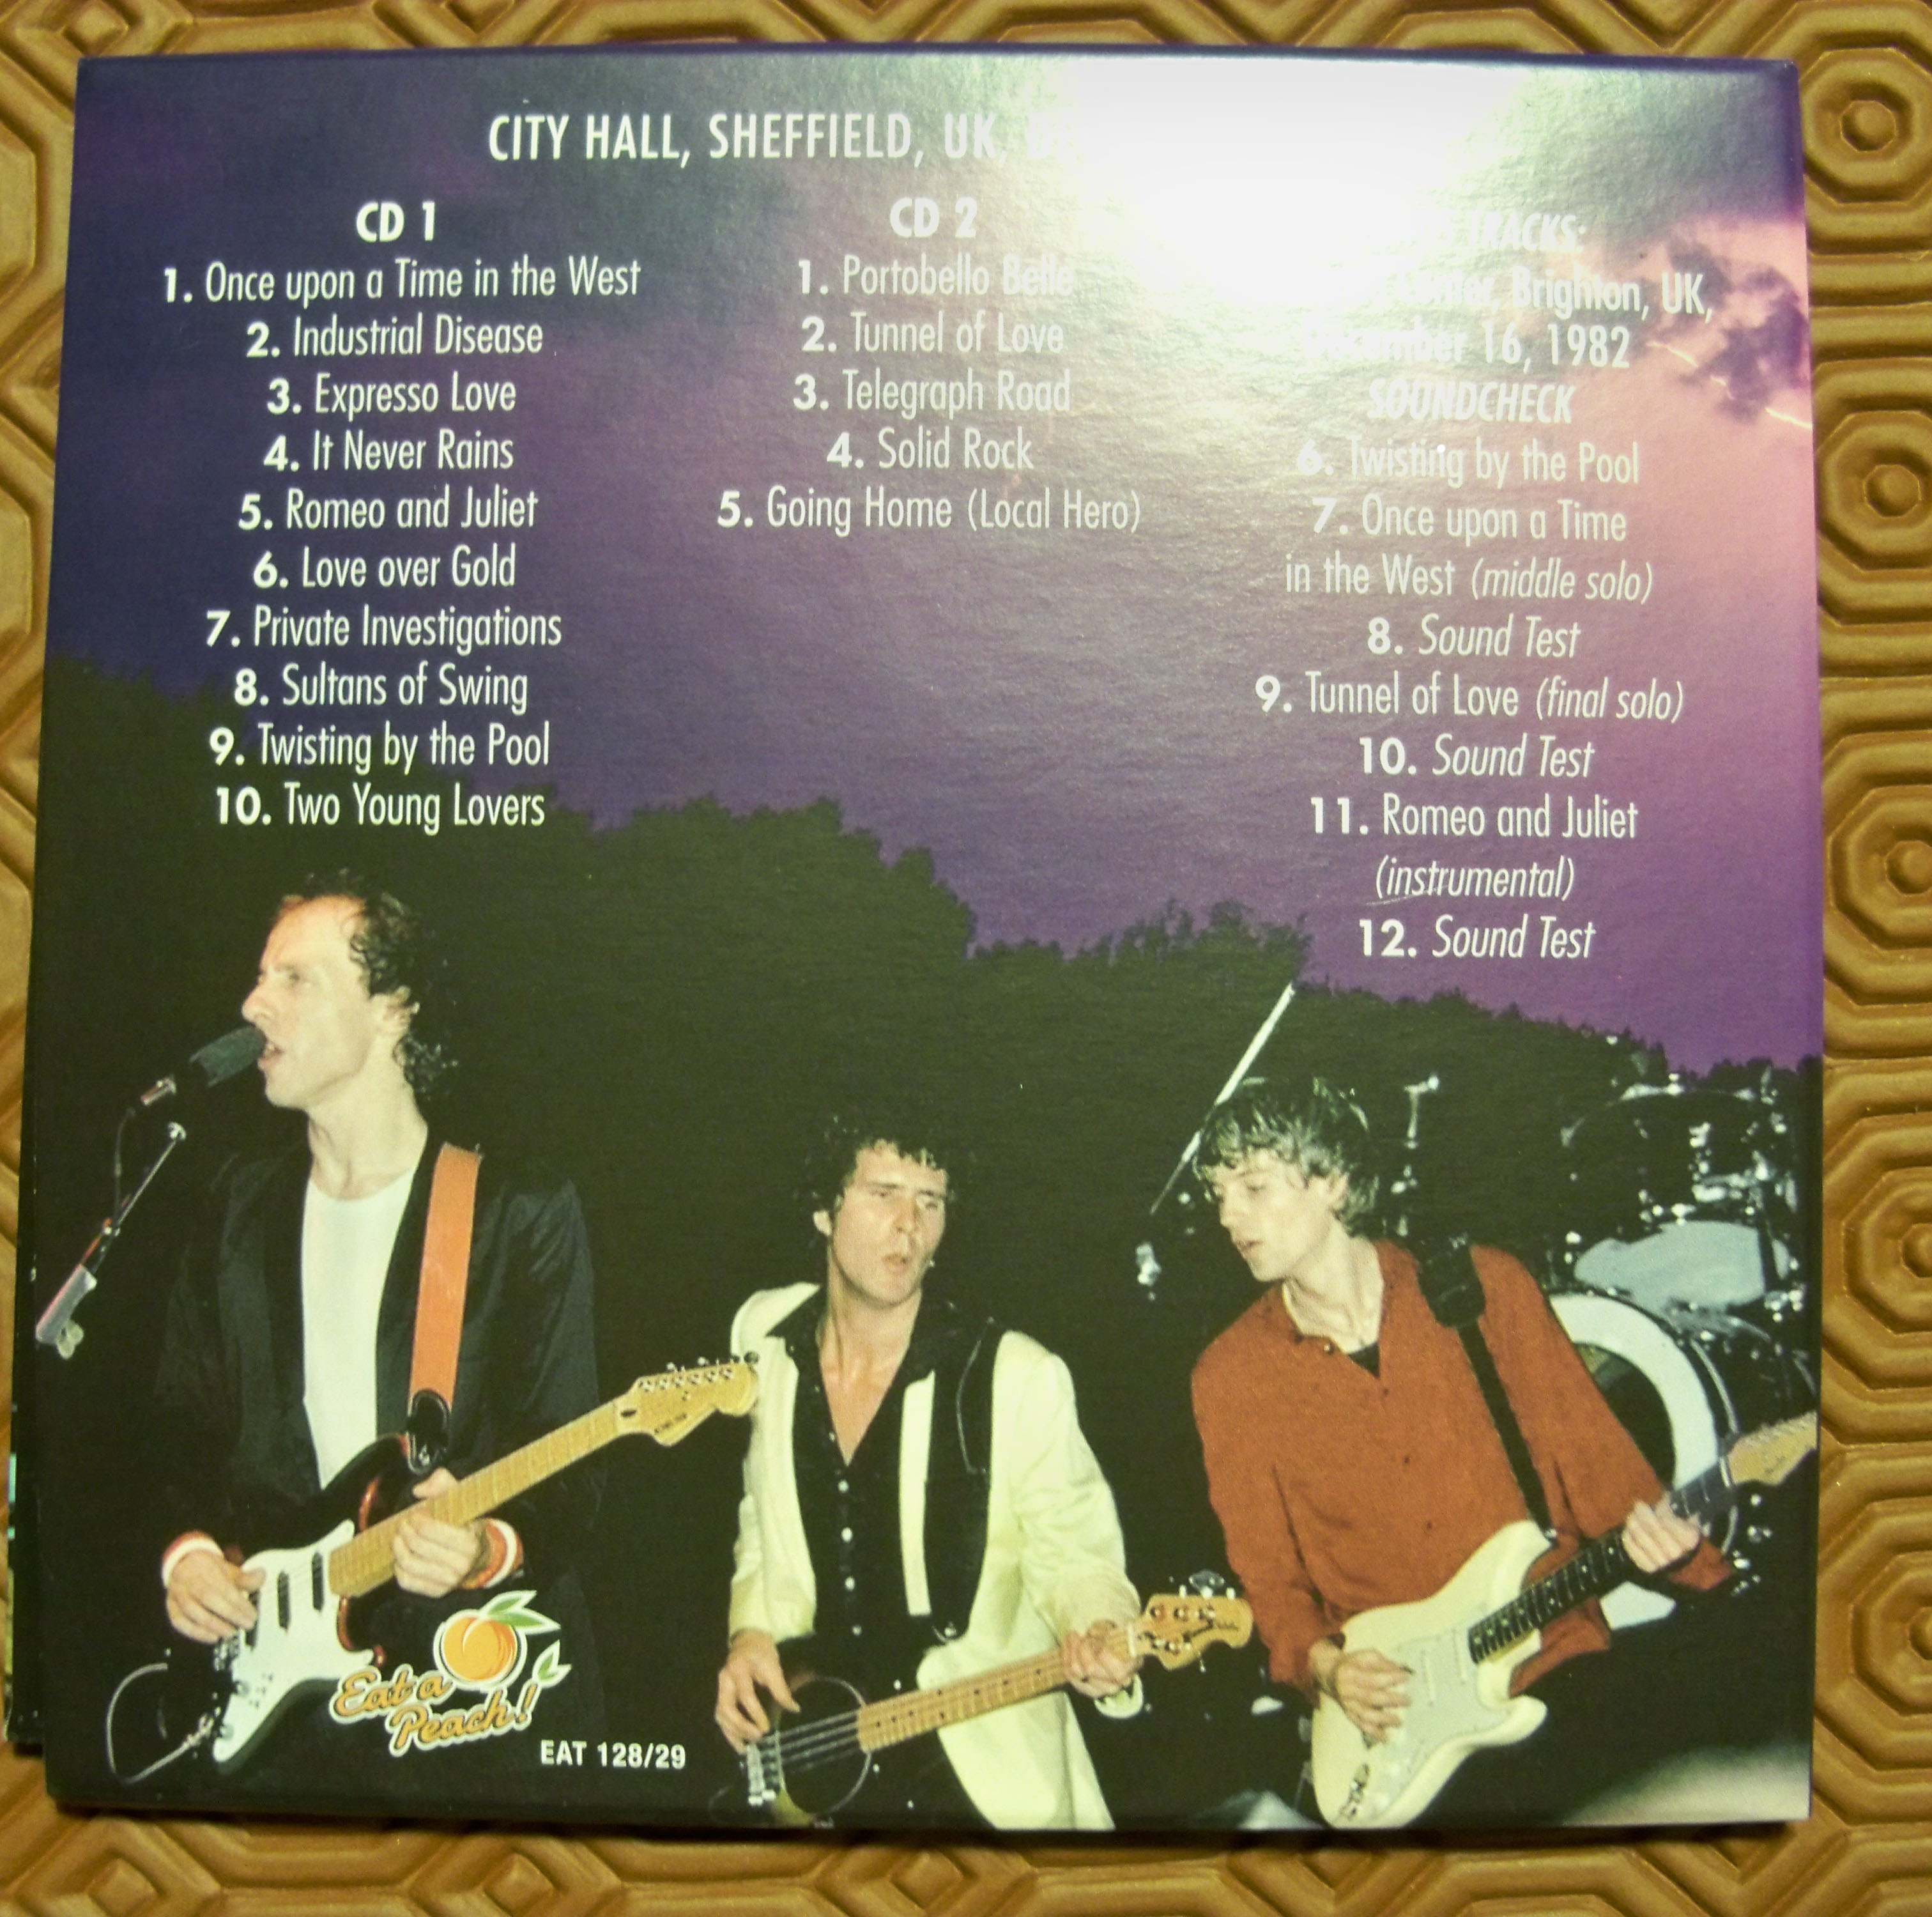 CITY HALL, SHEFFIELD, UK,
CD 1
1. Once upon a Time in the West
2. Industrial Disease
3. Expresso Love
4. It Never Rains
5. Romeo and Juliet
6. Love over Gold
7. Private Investigations
8. Sultans of Swing
9. Twisting by the Pool
10. Two Young Lovers
CD 2
1. Portobello Belle
2. Tunnel of Love
3. Telegraph Road
4. Solid Rock
5. Going Home (Local Hero)
TRACKS:
Brighton, UK,
16, 1982
SOUNDCHECK
6. Twisting by the Pool
7. Once upon a Time
in the West (middle solo)
8. Sound Test
9. Tunnel of Love (final solo)
10. Sound Test
11. Romeo and Juliet
(instrumental)
12. Sound Test
Eat a
Peach!
EAT 128/29